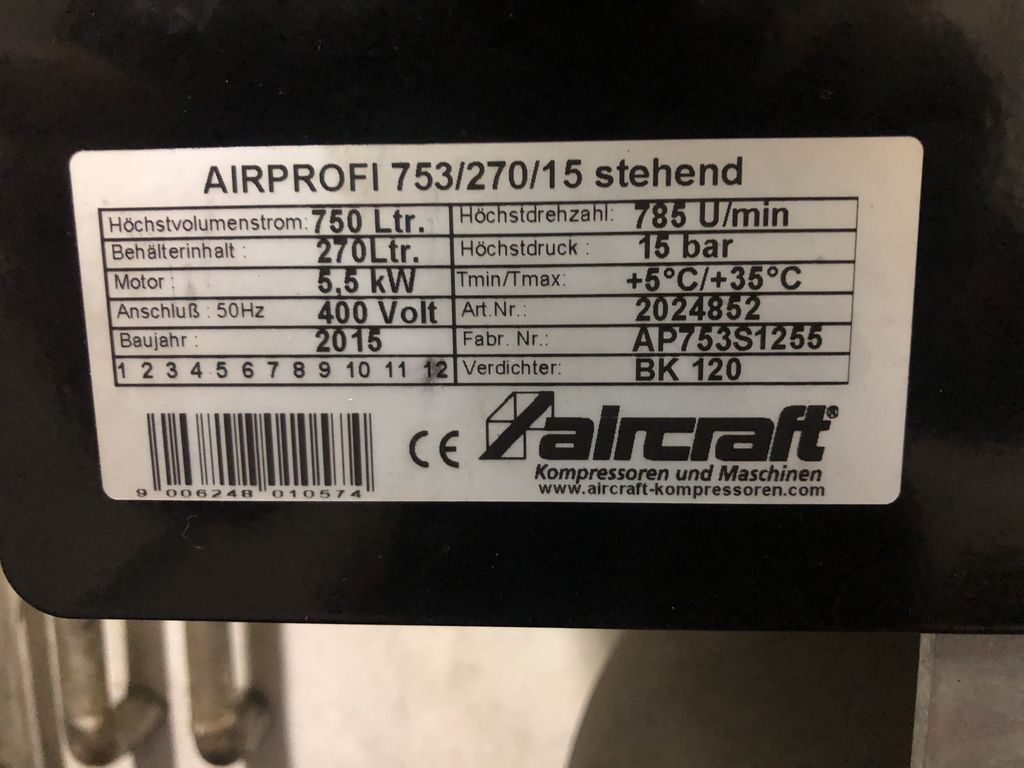 AIRPROFI 753/270/15 stehend
Höchstvolumenstrom: 750 Ltr. Höchstdrehzahl: 785 U/min
Behälterinhalt : 270Ltr. Höchstdruck : 15 bar
Motor : 5,5 kW Tmin/Tmax: +5°C/+35°C
Anschluß : 50Hz 400 Volt Art.Nr.: 2024852
Baujahr : 2015 Fabr. Nr.: AP753S1255
1 2 3 4 5 6 7 8 9 10 11 12 Verdichter: BK 120
CE aircraft®
Kompressoren und Maschinen
www.aircraft-kompressoren.com
9 006248 010574